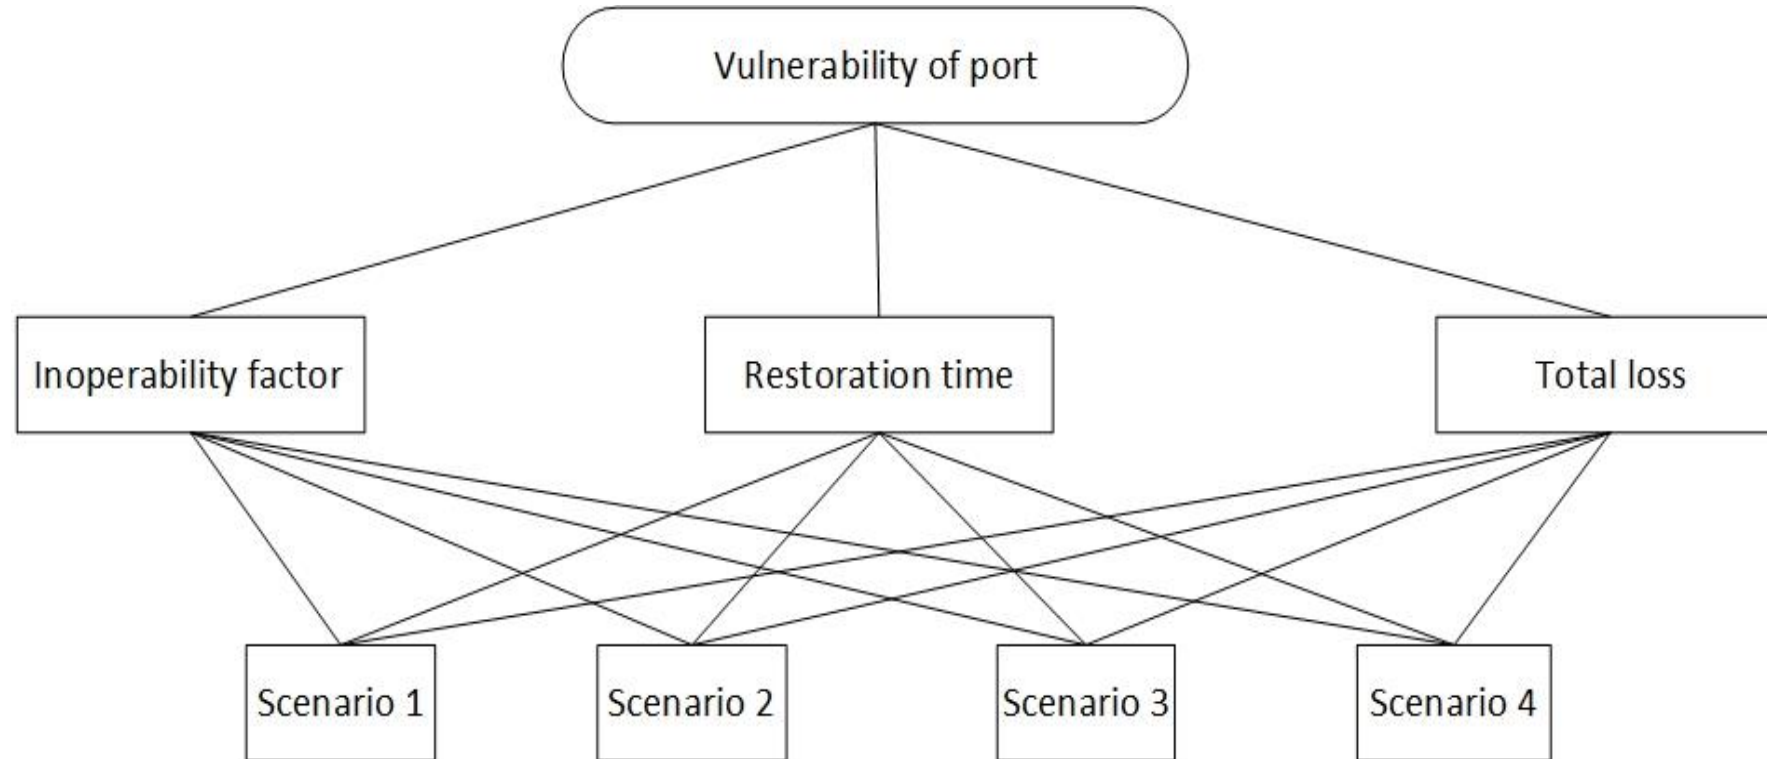 Vulnerability of port
Inoperability factor
Restoration time
Total loss
Scenario 1
Scenario 2
Scenario 3
Scenario 4